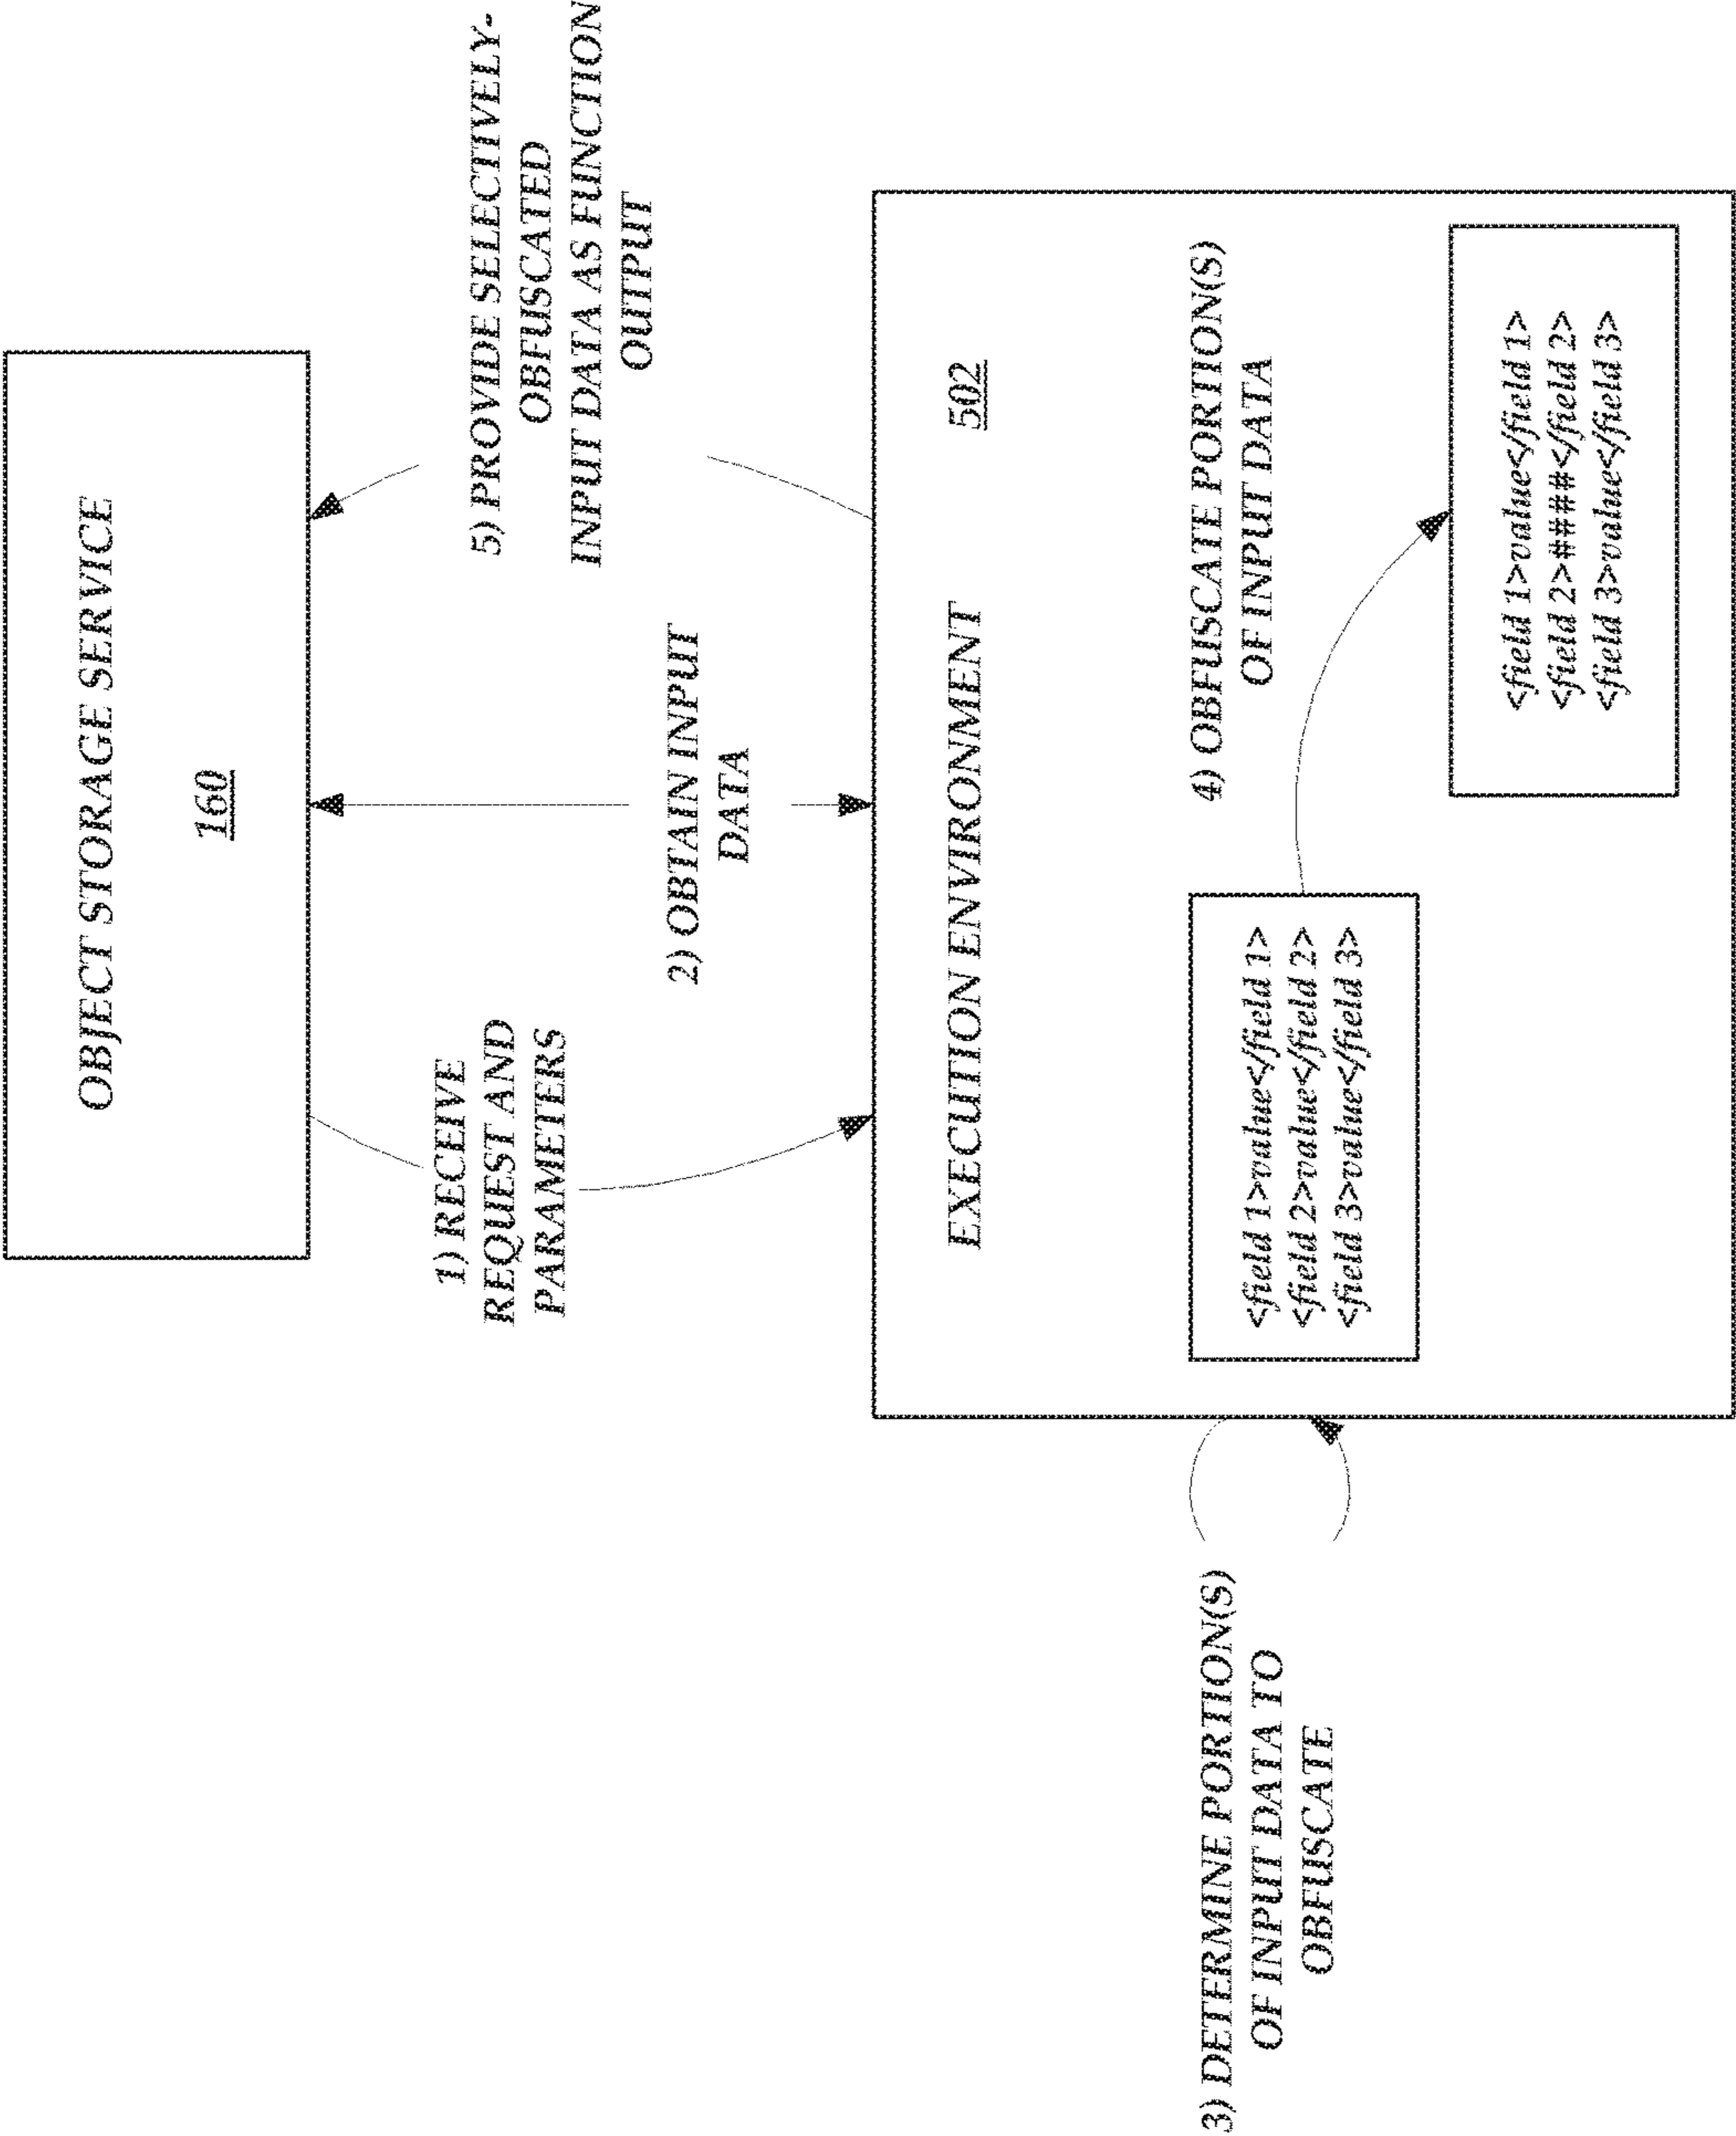 OBJECT STORAGE SERVICE
160
1) RECEIVE
REQUEST AND
PARAMETERS
2) OBTAIN INPUT
DATA
5) PROVIDE SELECTIVELY-
OBFUSCATED
INPUT DATA AS FUNCTION
OUTPUT
EXECUTION ENVIRONMENT
502
3) DETERMINE PORTION(S)
OF INPUT DATA TO
OBFUSCATE
<field 1>value</field 1>
<field 2>value</field 2>
<field 3>value</field 3>
4) OBFUSCATE PORTION(S)
OF INPUT DATA
<field 1>value</field 1>
<field 2>####</field 2>
<field 3>value</field 3>